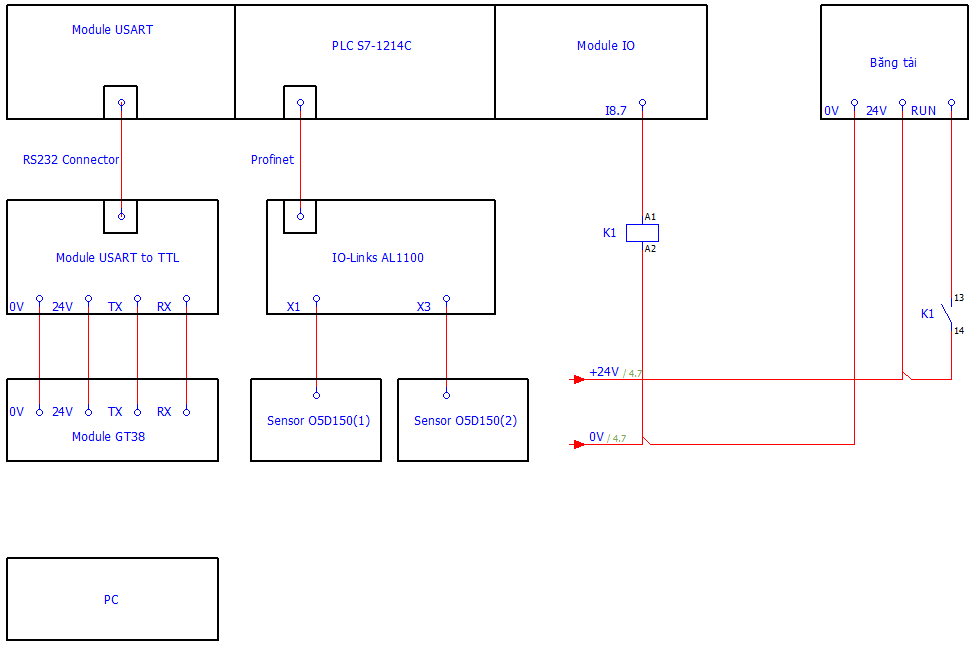 Module USART
PLC S7-1214C
Module IO
Băng tải
I8.7
0V
24V
RUN
RS232 Connector
Profinet
K1
A1
A2
Module USART to TTL
IO-Links AL1100
0V
24V
TX
RX
X1
X3
K1
13
14
+24V / 4.7
0V
24V
TX
RX
Module GT38
Sensor O5D150(1)
Sensor O5D150(2)
0V / 4.7
PC